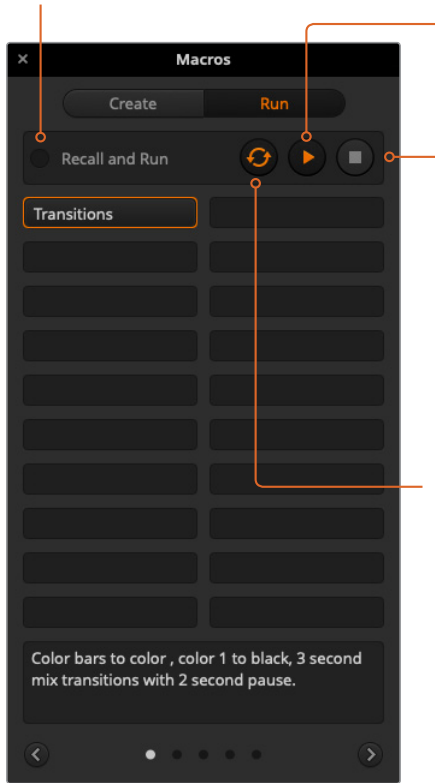 Macros
Create Run
Recall and Run
Transitions
Color bars to color , color 1 to black, 3 second
mix transitions with 2 second pause.